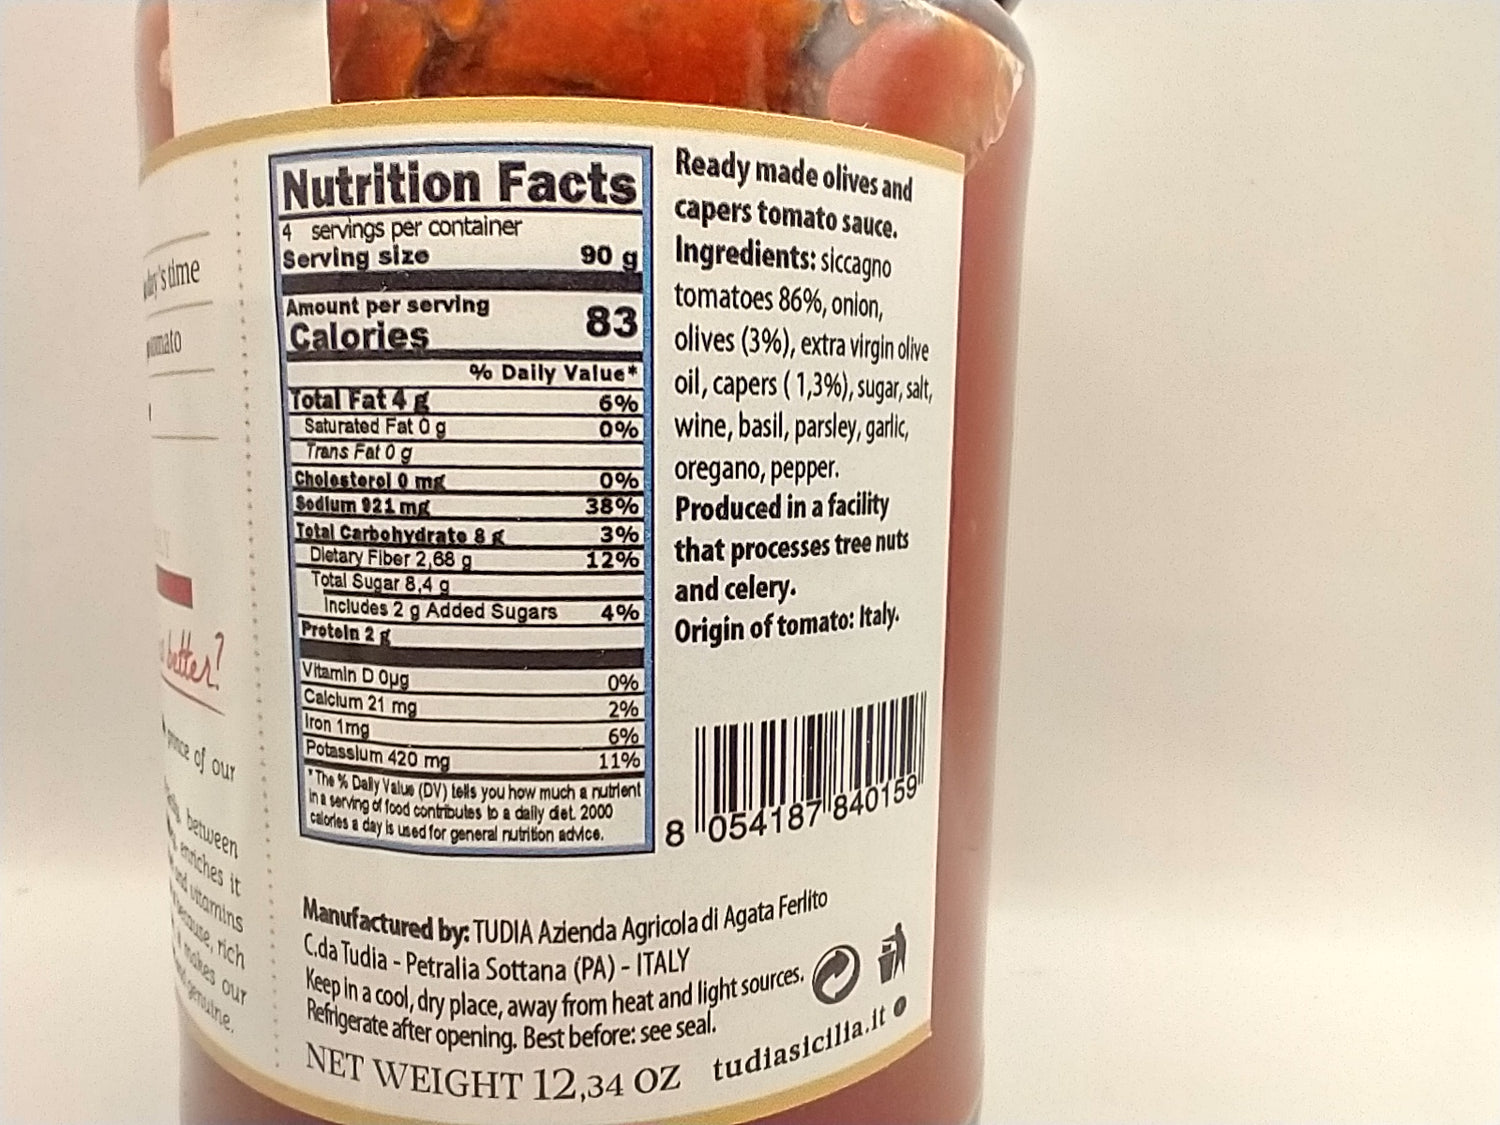 's time
better?
prince of our
between
enriches it
and vitamins
because, rich
makes our
genuine.
Nutrition Facts
4 servings per container
Serving size 90 g
Amount per serving
Calories 83
% Daily Value*
Total Fat 4 g 6%
Saturated Fat 0 g 0%
Trans Fat 0 g
Cholesterol 0 mg 0%
Sodium 921 mg 38%
Total Carbohydrate 8 g 3%
Dietary Fiber 2,68 g 12%
Total Sugar 8,4 g
Includes 2 g Added Sugars 4%
Protein 2 g
Vitamin D 0µg 0%
Calcium 21 mg 2%
Iron 1mg 6%
Potassium 420 mg 11%
*The % Daily Value (DV) tells you how much a nutrient
in a serving of food contributes to a daily diet. 2000
calories a day is used for general nutrition advice.
Ready made olives and
capers tomato sauce.
Ingredients: siccagno
tomatoes 86%, onion,
olives (3%), extra virgin olive
oil, capers ( 1,3%), sugar, salt,
wine, basil, parsley, garlic,
oregano, pepper.
Produced in a facility
that processes tree nuts
and celery.
Origin of tomato: Italy.
8 054187 840159
Manufactured by: TUDIA Azienda Agricola di Agata Ferlito
C.da Tudia - Petralia Sottana (PA) - ITALY
Keep in a cool, dry place, away from heat and light sources.
Refrigerate after opening. Best before: see seal.
NET WEIGHT 12,34 OZ tudiasicilia.it